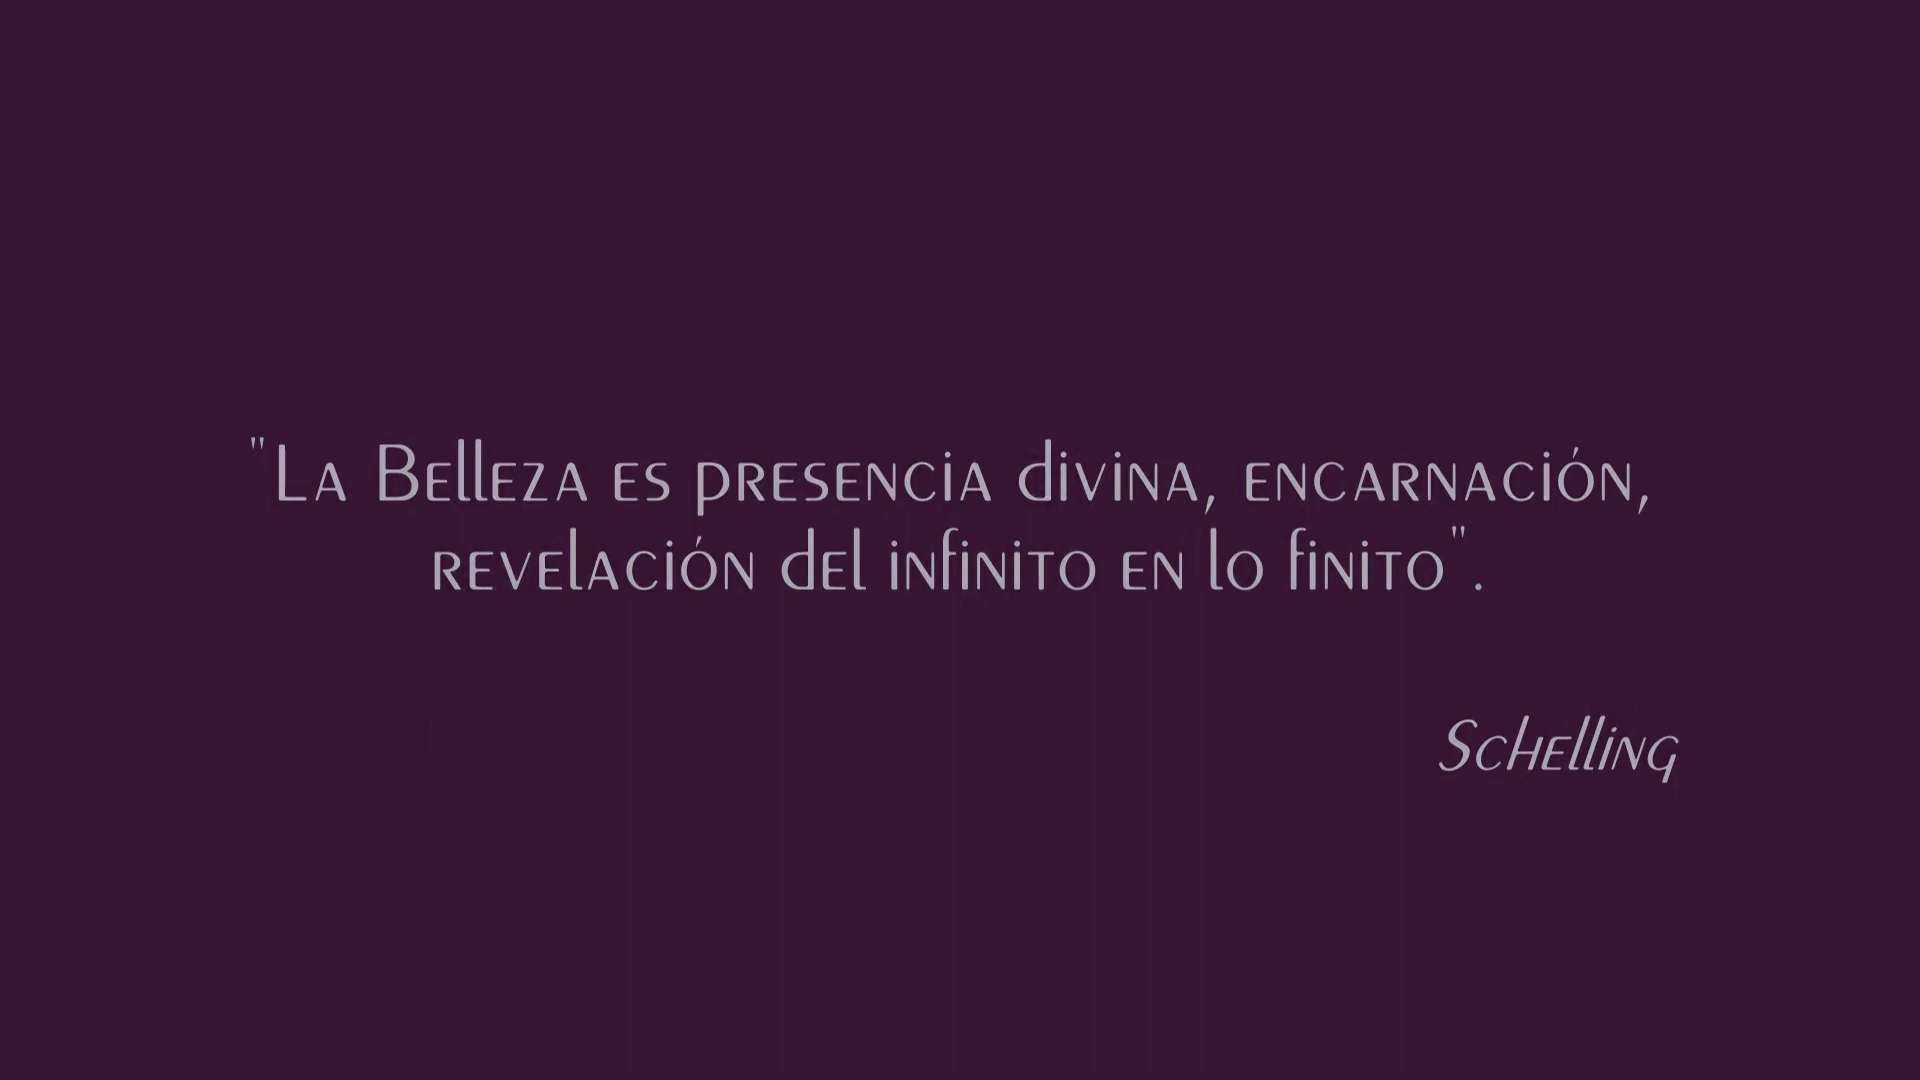 "La Belleza es presencia divina, encarnación,
revelación del infinito en lo finito".
Schelling